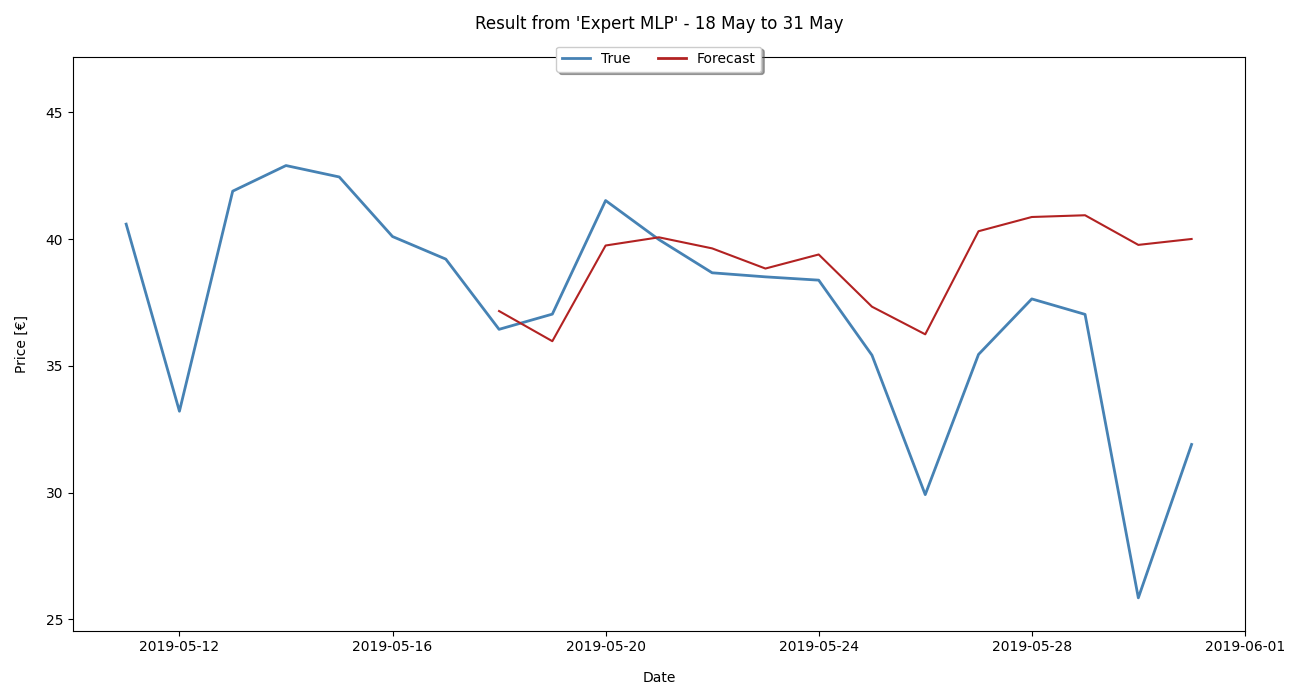 Result from 'Expert MLP' - 18 May to 31 May
True Forecast
45
40
35
30
25
Price [€]
2019-05-12 2019-05-16 2019-05-20 2019-05-24 2019-05-28 2019-06-01
Date